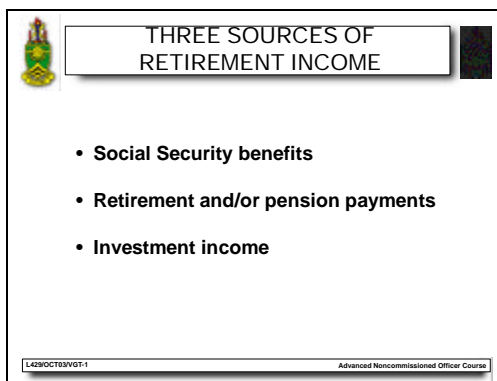 THREE SOURCES OF
RETIREMENT INCOME
• Social Security benefits
• Retirement and/or pension payments
• Investment income
L429/OCT03/VGT-1
Advanced Noncommissioned Officer Course